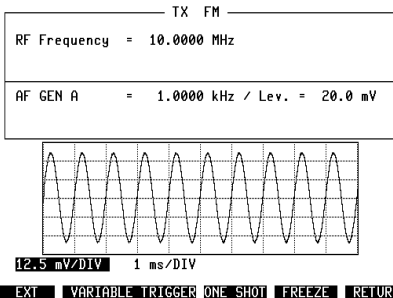 TX FM
RF Frequency = 10.0000 MHz
AF GEN A = 1.0000 kHz / Lev. = 20.0 mV
12.5 mV/DIV 1 ms/DIV
EXT VARIABLE TRIGGER ONE SHOT FREEZE RETUR